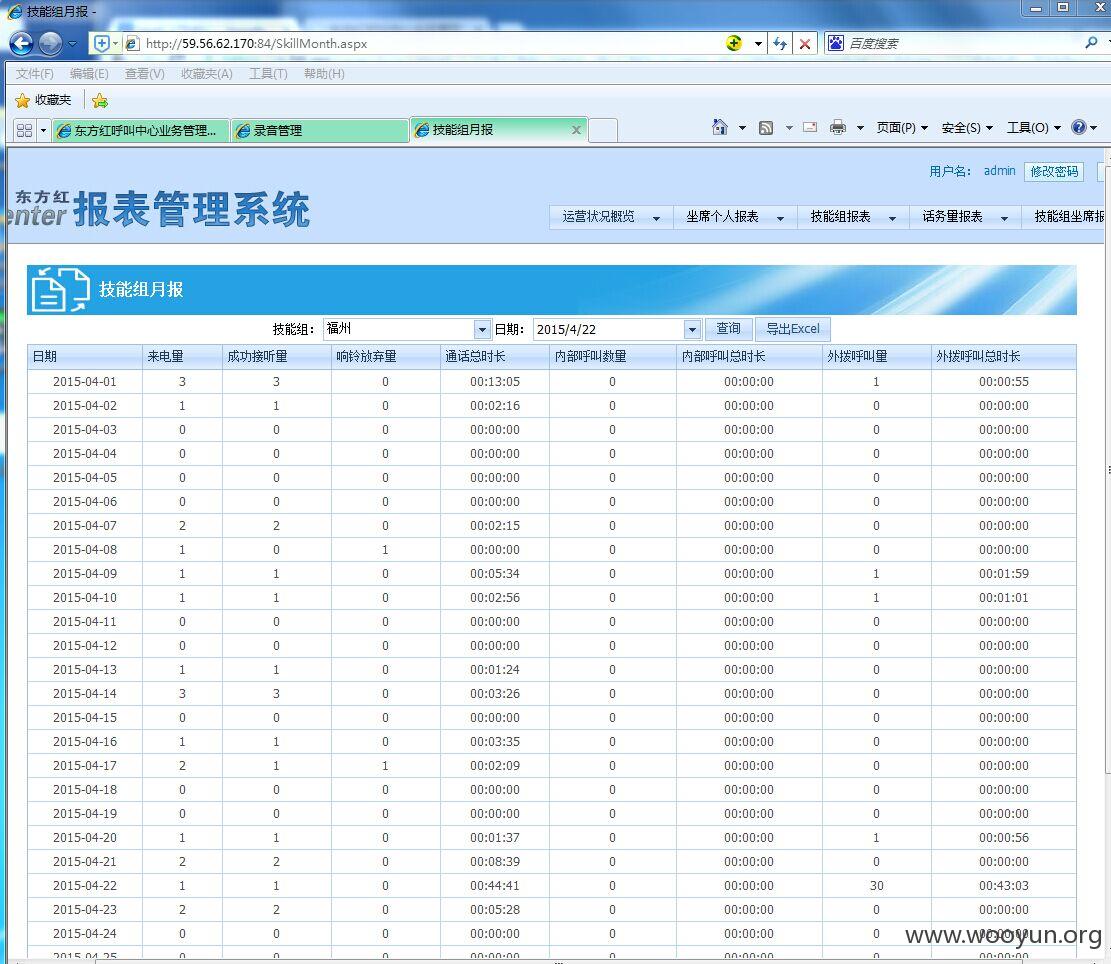 技能组月报 -
http://59.56.62.170:84/SkillMonth.aspx 百度搜索
文件(F) 编辑(E) 查看(V) 收藏夹(A) 工具(T) 帮助(H)
收藏夹
东方红呼叫中心业务管理... 录音管理 技能组月报 x 页面(P) 安全(S) 工具(O)
用户名： admin 修改密码
东方红
enter 报表管理系统
运营状况概览 坐席个人报表 技能组报表 话务量报表 技能组坐席报
技能组月报
技能组： 福州 日期： 2015/4/22 查询 导出Excel
日期 来电量 成功接听量 响铃放弃量 通话总时长 内部呼叫数量 内部呼叫总时长 外拨呼叫量 外拨呼叫总时长
2015-04-01 3 3 0 00:13:05 0 00:00:00 1 00:00:55
2015-04-02 1 1 0 00:02:16 0 00:00:00 0 00:00:00
2015-04-03 0 0 0 00:00:00 0 00:00:00 0 00:00:00
2015-04-04 0 0 0 00:00:00 0 00:00:00 0 00:00:00
2015-04-05 0 0 0 00:00:00 0 00:00:00 0 00:00:00
2015-04-06 0 0 0 00:00:00 0 00:00:00 0 00:00:00
2015-04-07 2 2 0 00:02:15 0 00:00:00 0 00:00:00
2015-04-08 1 0 1 00:00:00 0 00:00:00 0 00:00:00
2015-04-09 1 1 0 00:05:34 0 00:00:00 1 00:01:59
2015-04-10 1 1 0 00:02:56 0 00:00:00 1 00:01:01
2015-04-11 0 0 0 00:00:00 0 00:00:00 0 00:00:00
2015-04-12 0 0 0 00:00:00 0 00:00:00 0 00:00:00
2015-04-13 1 1 0 00:01:24 0 00:00:00 0 00:00:00
2015-04-14 3 3 0 00:03:26 0 00:00:00 0 00:00:00
2015-04-15 0 0 0 00:00:00 0 00:00:00 0 00:00:00
2015-04-16 1 1 0 00:03:35 0 00:00:00 0 00:00:00
2015-04-17 2 1 1 00:02:09 0 00:00:00 0 00:00:00
2015-04-18 0 0 0 00:00:00 0 00:00:00 0 00:00:00
2015-04-19 0 0 0 00:00:00 0 00:00:00 0 00:00:00
2015-04-20 1 1 0 00:01:37 0 00:00:00 1 00:00:56
2015-04-21 2 2 0 00:08:39 0 00:00:00 0 00:00:00
2015-04-22 1 1 0 00:44:41 0 00:00:00 30 00:43:03
2015-04-23 2 2 0 00:05:28 0 00:00:00 0 00:00:00
2015-04-24 0 0 0 00:00:00 0 00:00:00 0 00:00:00
www.wooyun.org
2015-04-25